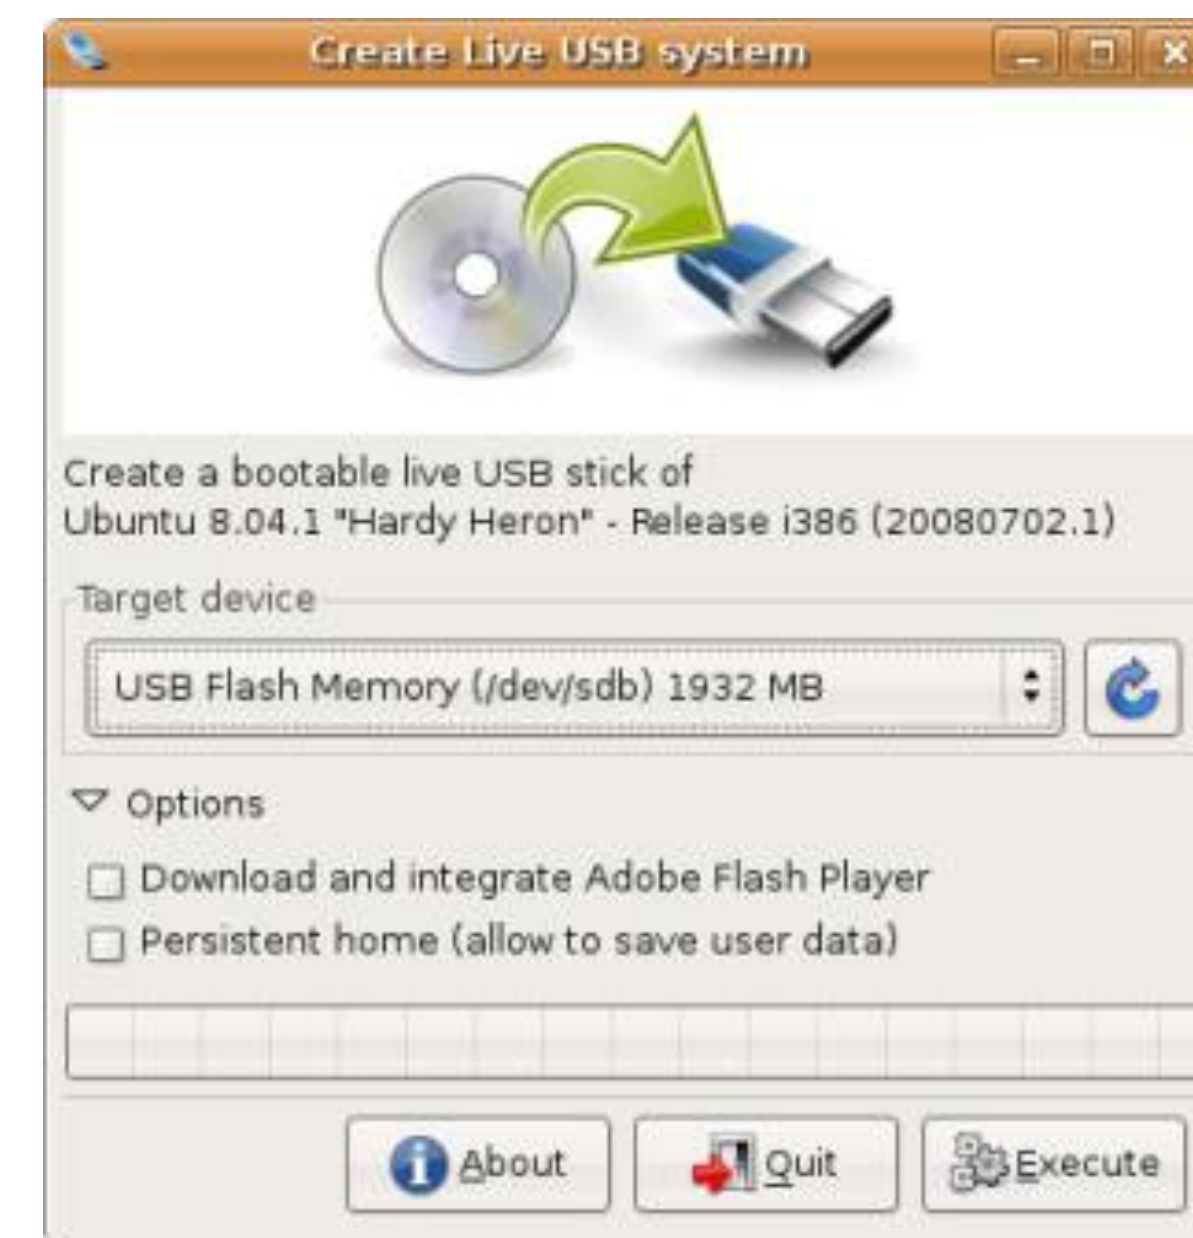 Create Live USB system
Create a bootable live USB stick of
Ubuntu 8.04.1 "Hardy Heron" - Release i386 (20080702.1)
Target device
USB Flash Memory (/dev/sdb) 1932 MB
Options
Download and integrate Adobe Flash Player
Persistent home (allow to save user data)
About
Quit
Execute